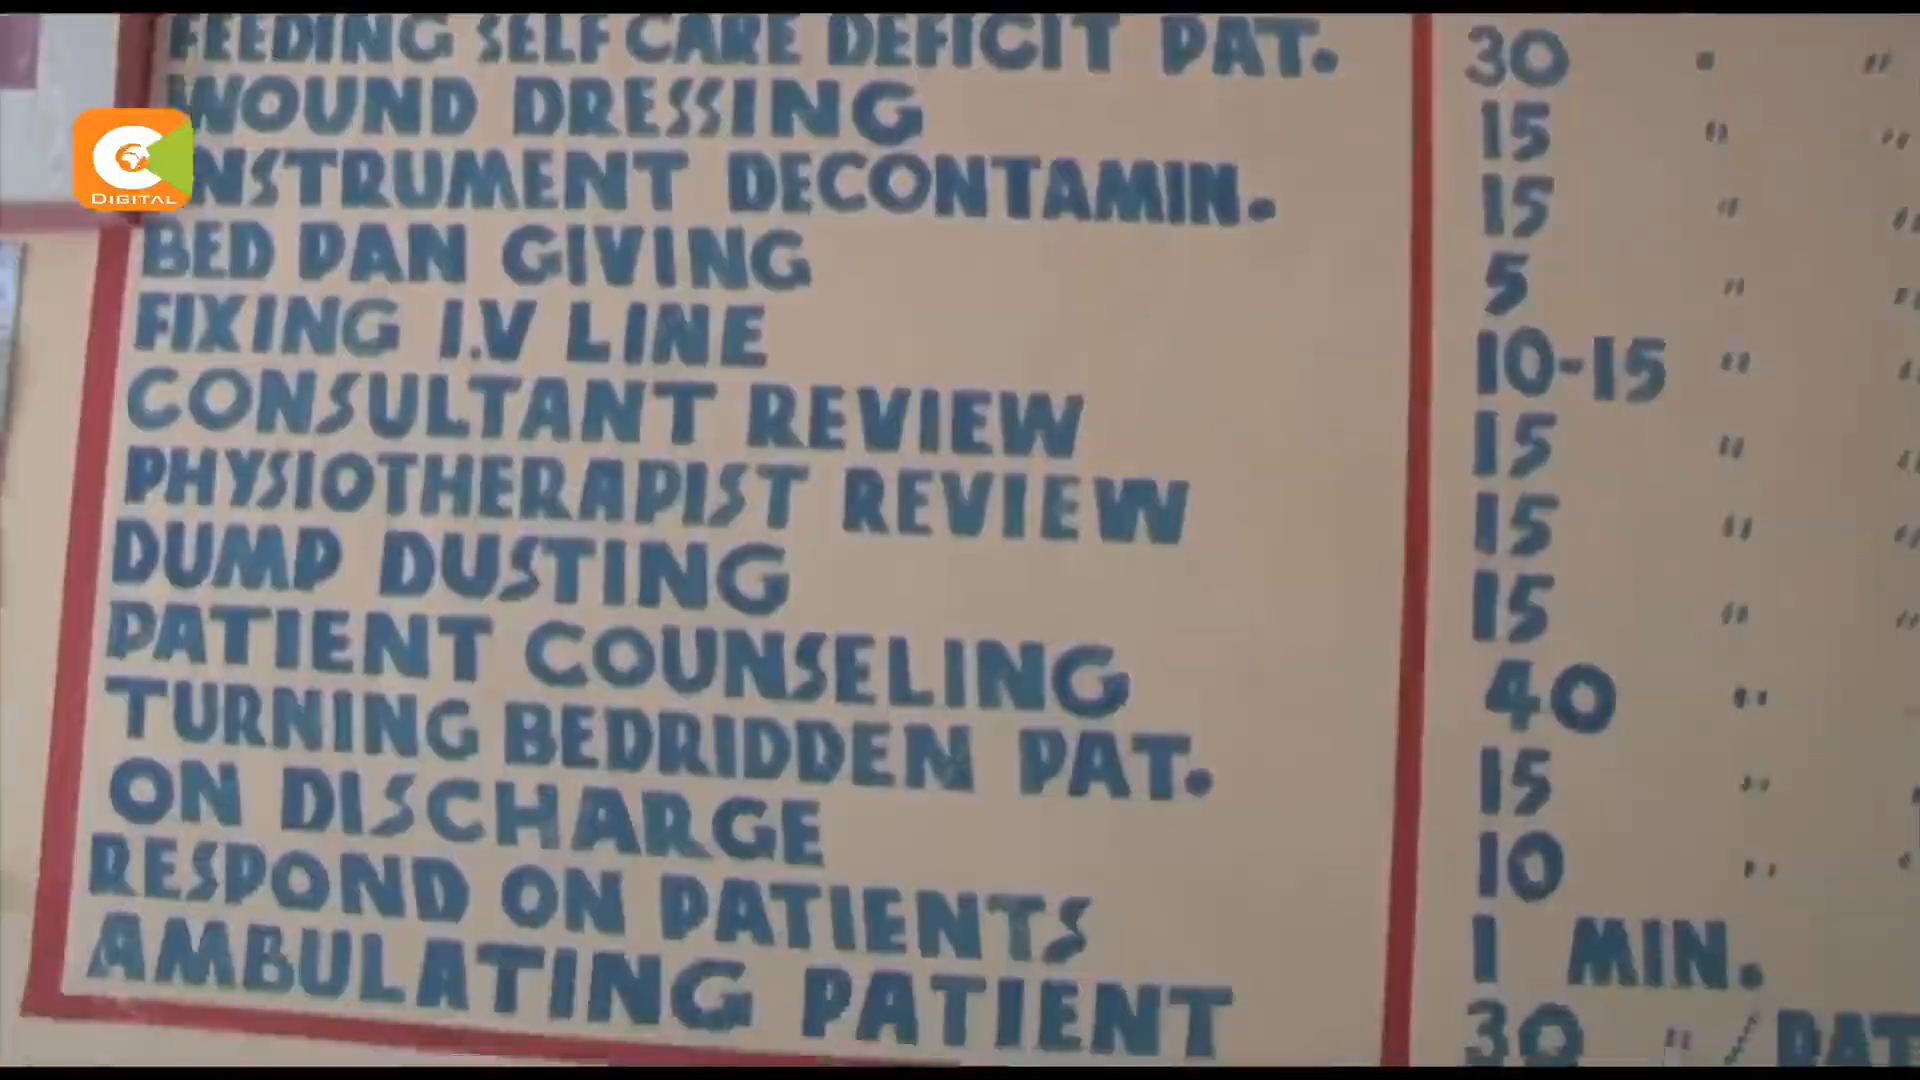 FEEDING SELF CARE DEFICIT PAT. 30 " "
WOUND DRESSING 15 " "
INSTRUMENT DECONTAMIN. 15 " "
BED PAN GIVING 5 " "
FIXING I.V LINE 10-15 " "
CONSULTANT REVIEW 15 " "
PHYSIOTHERAPIST REVIEW 15 " "
DUMP DUSTING 15 " "
PATIENT COUNSELING 40 "
TURNING BEDRIDDEN PAT. 15 " "
ON DISCHARGE 10 " "
RESPOND ON PATIENTS 1 MIN.
AMBULATING PATIENT 30 " / PAT
C
DIGITAL